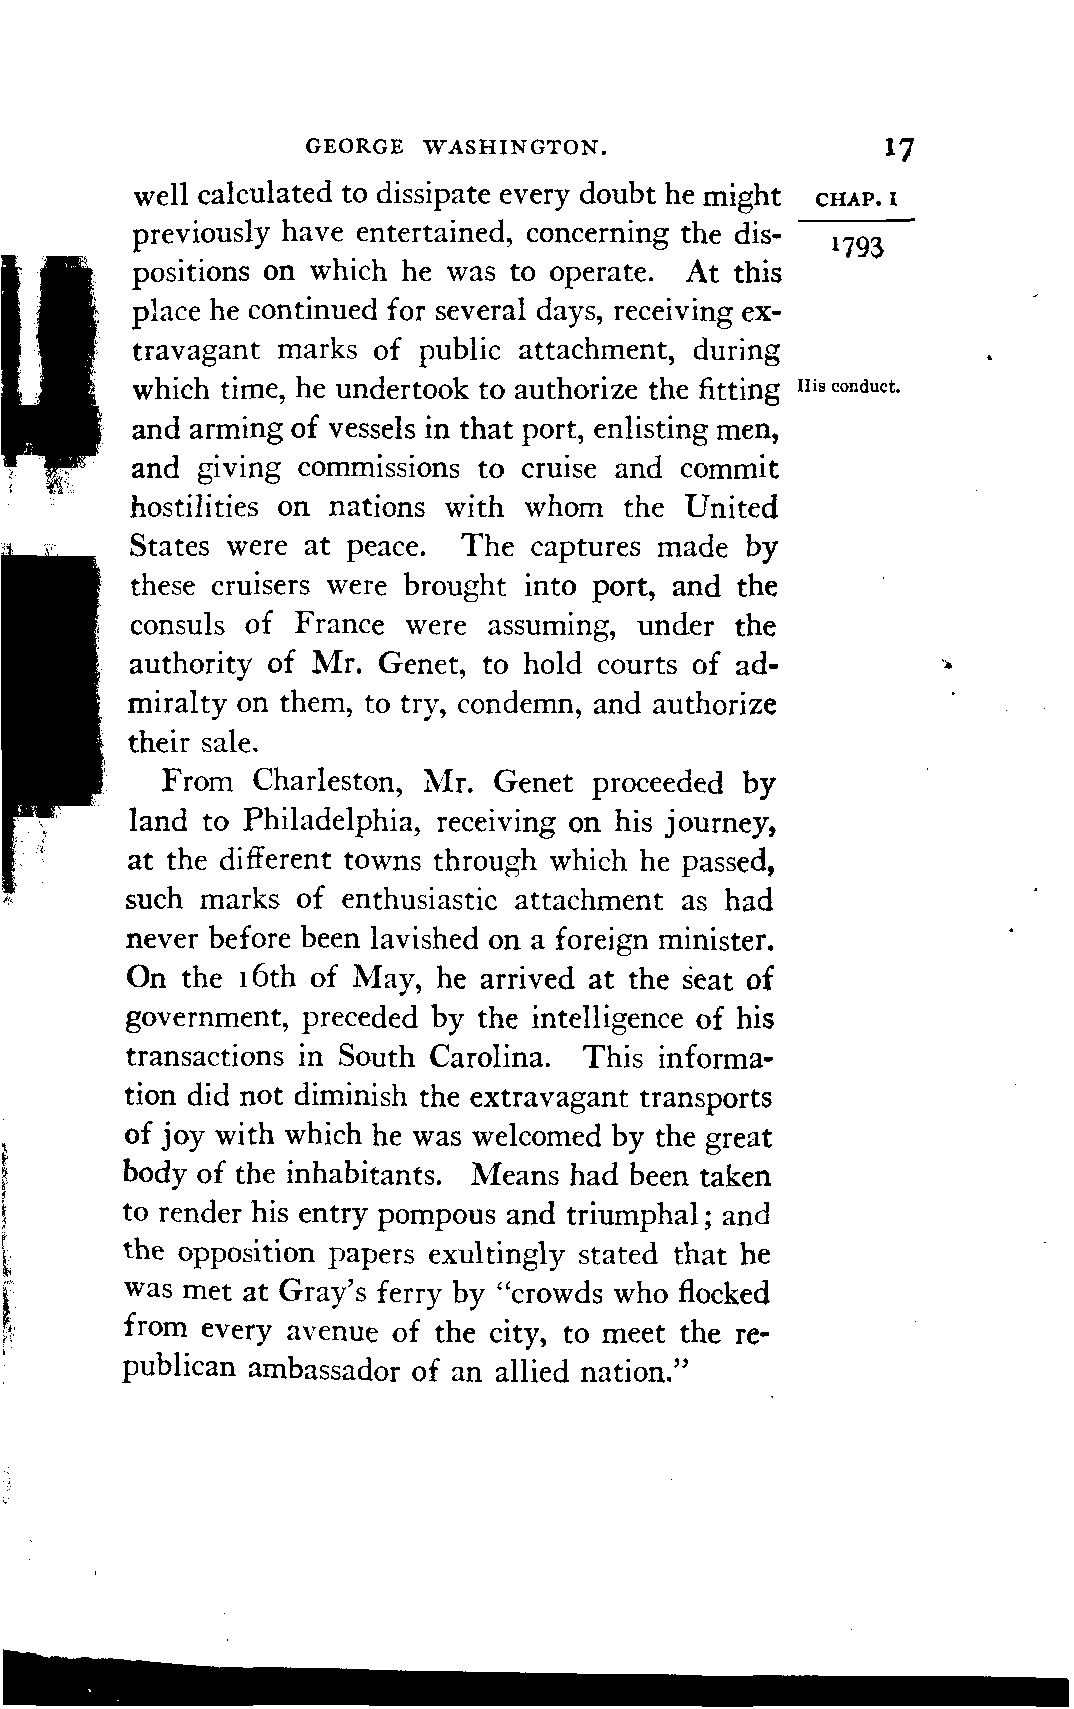 GEORGE WASHINGTON. 17
well calculated to dissipate every doubt he might
CHAP. I
previously have entertained, concerning the dis-
1793
positions on which he was to operate. At this
place he continued for several days, receiving ex-
travagant marks of public attachment, during
which time, he undertook to authorize the fitting
His conduct.
and arming of vessels in that port, enlisting men,
and giving commissions to cruise and commit
hostilities on nations with whom the United
States were at peace. The captures made by
these cruisers were brought into port, and the
consuls of France were assuming, under the
authority of Mr. Genet, to hold courts of ad-
miralty on them, to try, condemn, and authorize
their sale.
From Charleston, Mr. Genet proceeded by
land to Philadelphia, receiving on his journey,
at the different towns through which he passed,
such marks of enthusiastic attachment as had
never before been lavished on a foreign minister.
On the 16th of May, he arrived at the seat of
government, preceded by the intelligence of his
transactions in South Carolina. This informa-
tion did not diminish the extravagant transports
of joy with which he was welcomed by the great
body of the inhabitants. Means had been taken
to render his entry pompous and triumphal; and
the opposition papers exultingly stated that he
was met at Gray's ferry by "crowds who flocked
from every avenue of the city, to meet the re-
publican ambassador of an allied nation."